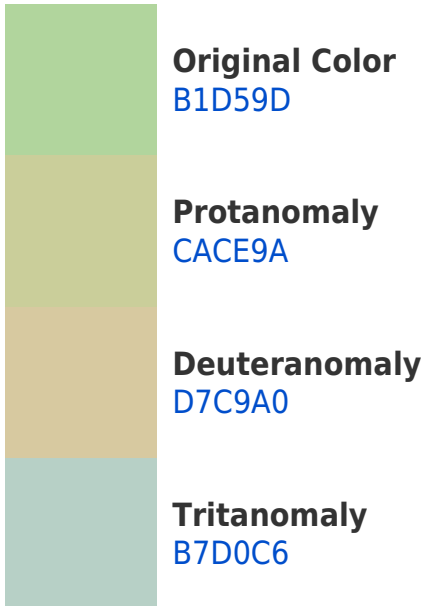 Original Color
B1D59D
Protanomaly
CACE9A
Deuteranomaly
D7C9A0
Tritanomaly
B7D0C6